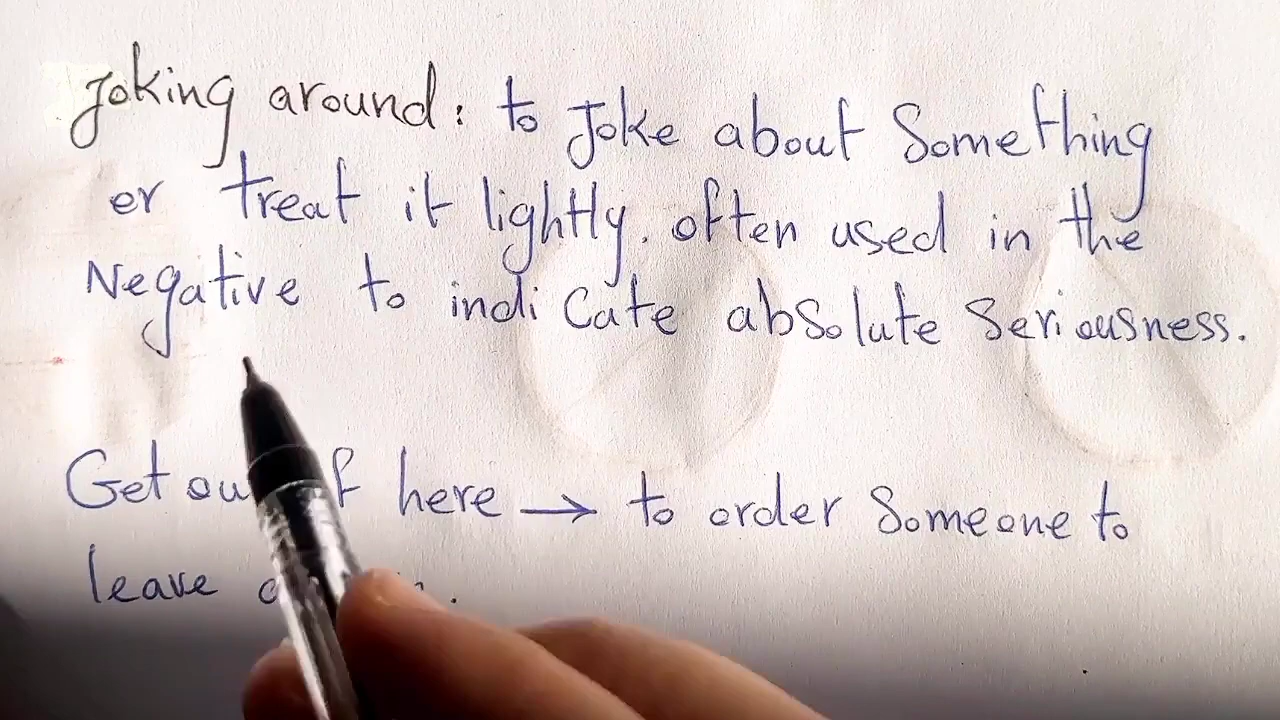 Joking around: to Joke about Something
or treat it lightly. often used in the
Negative to indicate absolute Seriousness.
Get here → to order Someone to
leave